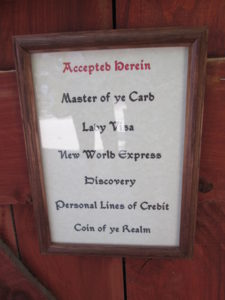 Accepted Herein
Master of ye Card
Lady Visa
New World Express
Discovery
Personal Lines of Credit
Coin of ye Realm